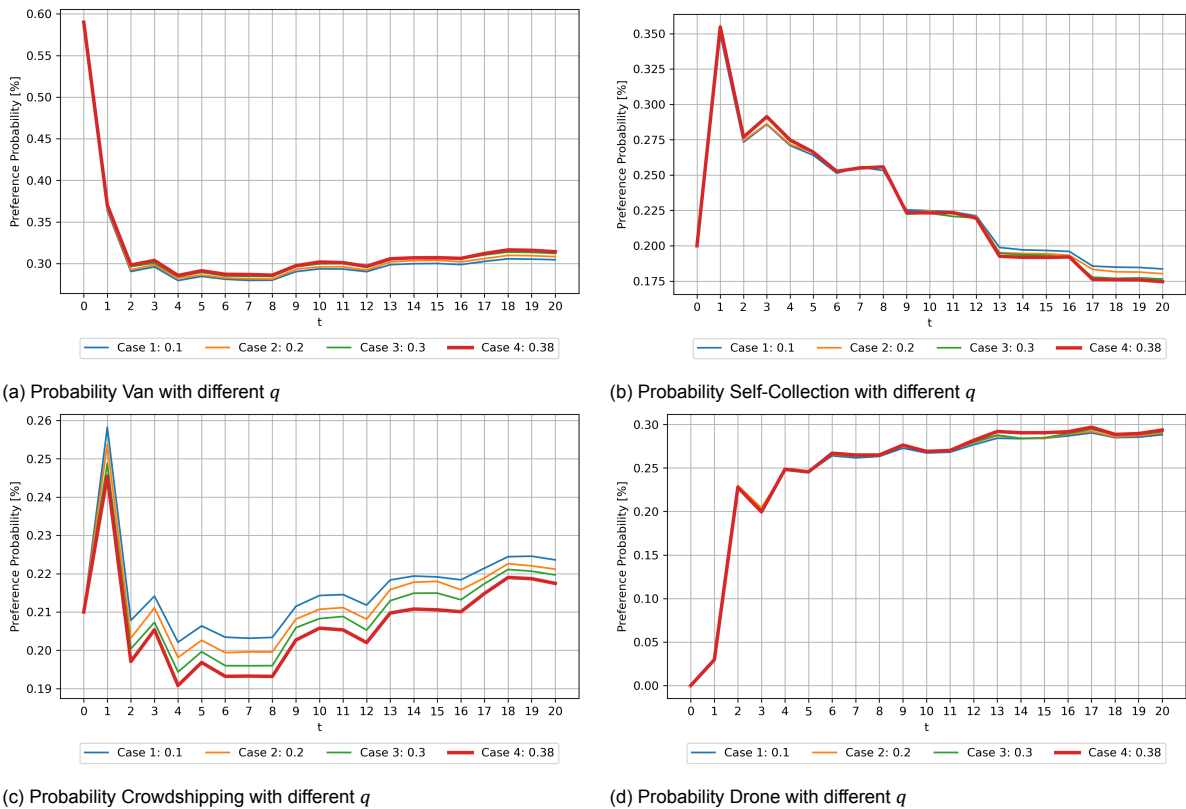 0.60
0.50
0.45
0.40
0.35
0.30
Preference Probability [%]
0 1 2 3 4 5 6 7 8 9 10 11 12 13 14 15 16 17 18 19 20
t
Case 1: 0.1 Case 2: 0.2 Case 3: 0.3 Case 4: 0.38
(a) Probability Van with different q
0.350
0.325
0.300
0.275
0.250
0.225
0.200
0.175
Preference Probability [%]
0 1 2 3 4 5 6 7 8 9 10 11 12 13 14 15 16 17 18 19 20
t
Case 1: 0.1 Case 2: 0.2 Case 3: 0.3 Case 4: 0.38
(b) Probability Self-Collection with different q
0.26
0.25
0.24
0.23
0.22
0.21
0.20
0.19
Preference Probability [%]
0 1 2 3 4 5 6 7 8 9 10 11 12 13 14 15 16 17 18 19 20
t
Case 1: 0.1 Case 2: 0.2 Case 3: 0.3 Case 4: 0.38
(c) Probability Crowdshipping with different q
0.30
0.25
0.20
0.15
0.10
0.05
0.00
Preference Probability [%]
0 1 2 3 4 5 6 7 8 9 10 11 12 13 14 15 16 17 18 19 20
t
Case 1: 0.1 Case 2: 0.2 Case 3: 0.3 Case 4: 0.38
(d) Probability Drone with different q